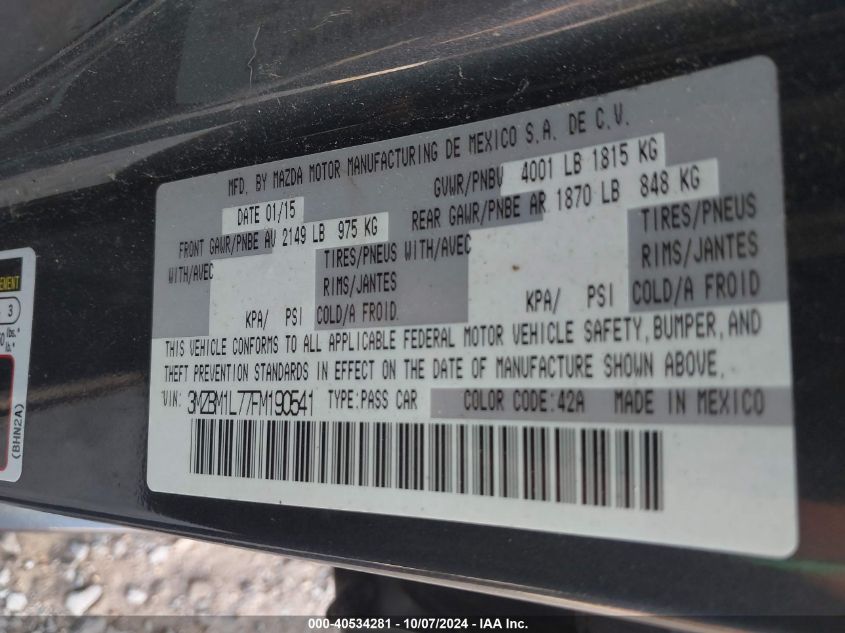 MFD. BY MAZDA MOTOR MANUFACTURING DE MEXICO S.A. DE C.V.
DATE 01/15 GVWR/PNBV 4001 LB 1815 KG
FRONT GAWR/PNBE AV 2149 LB 975 KG REAR GAWR/PNBE AR 1870 LB 848 KG
WITH/AVEC TIRES/PNEUS WITH/AVEC TIRES/PNEUS
RIMS/JANTES RIMS/JANTES
KPA/ PSI COLD/A FROID KPA/ PSI COLD/A FROID
THIS VEHICLE CONFORMS TO ALL APPLICABLE FEDERAL MOTOR VEHICLE SAFETY, BUMPER, AND
THEFT PREVENTION STANDARDS IN EFFECT ON THE DATE OF MANUFACTURE SHOWN ABOVE.
VIN: 3MZBM1L77FM190541 TYPE:PASS CAR COLOR CODE:42A MADE IN MEXICO
3
lbs.*
(BHN2A)
000-40534281 - 10/07/2024 - IAA Inc.